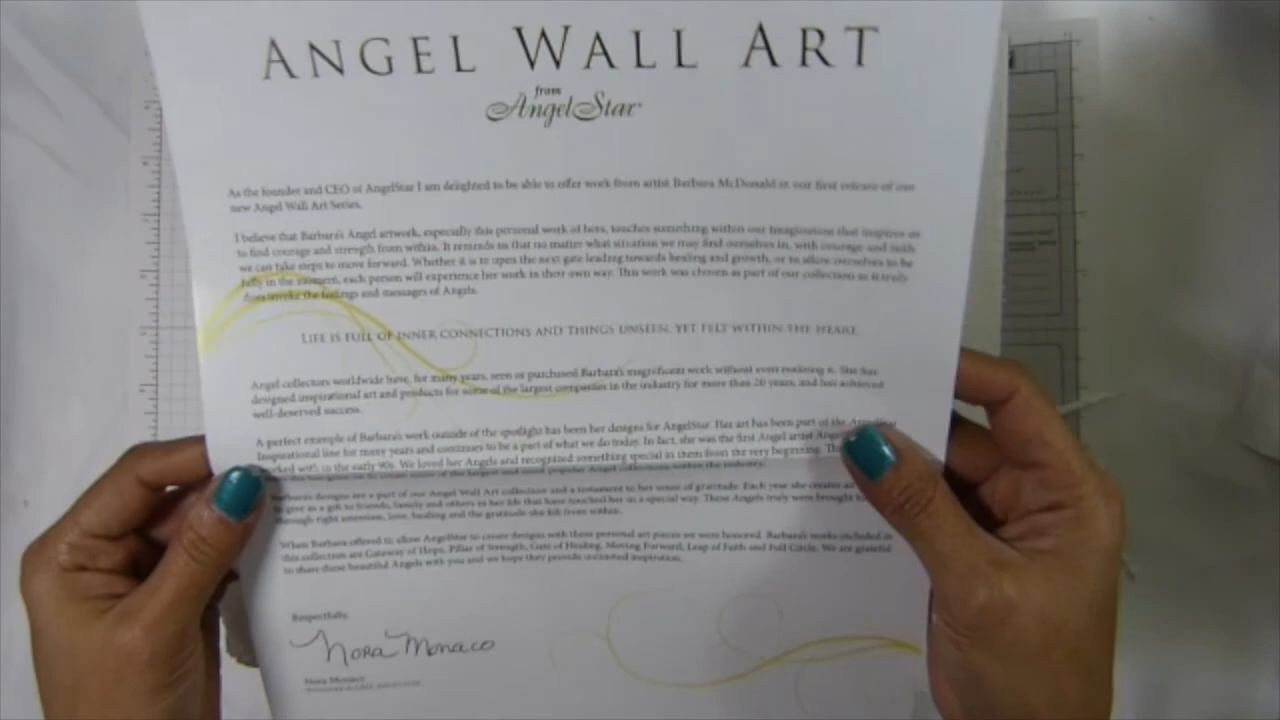 ANGEL WALL ART
from
AngelStar
As the founder and CEO of AngelStar I am delighted to be able to offer work from artist Barbara McDonald in our first release of our
new Angel Wall Art Series.
I believe that Barbara's Angel artwork, especially this personal work of hers, touches something within our imagination that inspires us
to find courage and strength from within. It reminds us that no matter what situation we may find ourselves in, with courage and faith
we can take steps to move forward. Whether it is to open the next gate leading towards healing and growth, or to allow ourselves to be
fully in the moment, each person will experience her work in their own way. This work was chosen as part of our collection as it truly
does invoke the feelings and messages of Angels.
LIFE IS FULL OF INNER CONNECTIONS AND THINGS UNSEEN, YET FELT WITHIN THE HEART.
Angel collectors worldwide have, for many years, seen or purchased Barbara's magnificent work without even noticing it. She has
designed inspirational art and products for some of the largest companies in the industry for more than 20 years, and has achieved
well-deserved success.
A perfect example of Barbara's work outside of the spotlight has been her designs for AngelStar. Her art has been part of the AngelStar
Inspirational line for many years and continues to be a part of what we do today. In fact, she was the first Angel artist
worked with in the early 90s. We loved her Angels and recognized something special in them from the very beginning.
to create some of the largest and most popular Angel collections within the industry.
Barbara's designs are a part of our Angel Wall Art collection and a testament to her sense of gratitude. Each year she creates
to give as a gift to friends, family and others in her life that have touched her in a special way. These Angels truly were brought
through right intention, love, healing and the gratitude she felt from within.
When Barbara offered to allow AngelStar to create designs with these personal art pieces we were honored. Barbara's works included in
this collection are Gateway of Hope, Pillar of Strength, Gate of Healing, Moving Forward, Leap of Faith and Full Circle. We are grateful
to share these beautiful Angels with you and we hope they provide unlimited inspiration.
Respectfully,
Nora Monaco
Nora Monaco